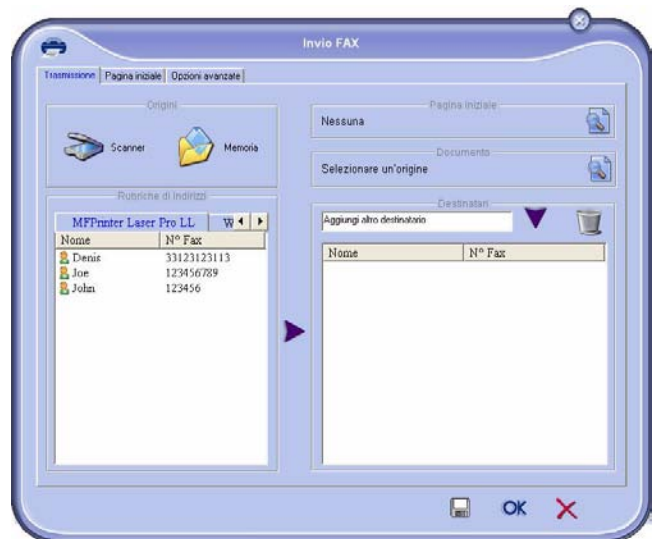 Invio FAX
Trasmissione Pagina iniziale Opzioni avanzate
Origini
Scanner Memoria
Rubriche di indirizzi
MFPrinter Laser Pro LL W
Nome N° Fax
Denis 33123123113
Joe 123456789
John 123456
Pagina Iniziale
Nessuna
Documento
Selezionare un'origine
Destinatari
Aggiungi altro destinatario
Nome N° Fax
OK